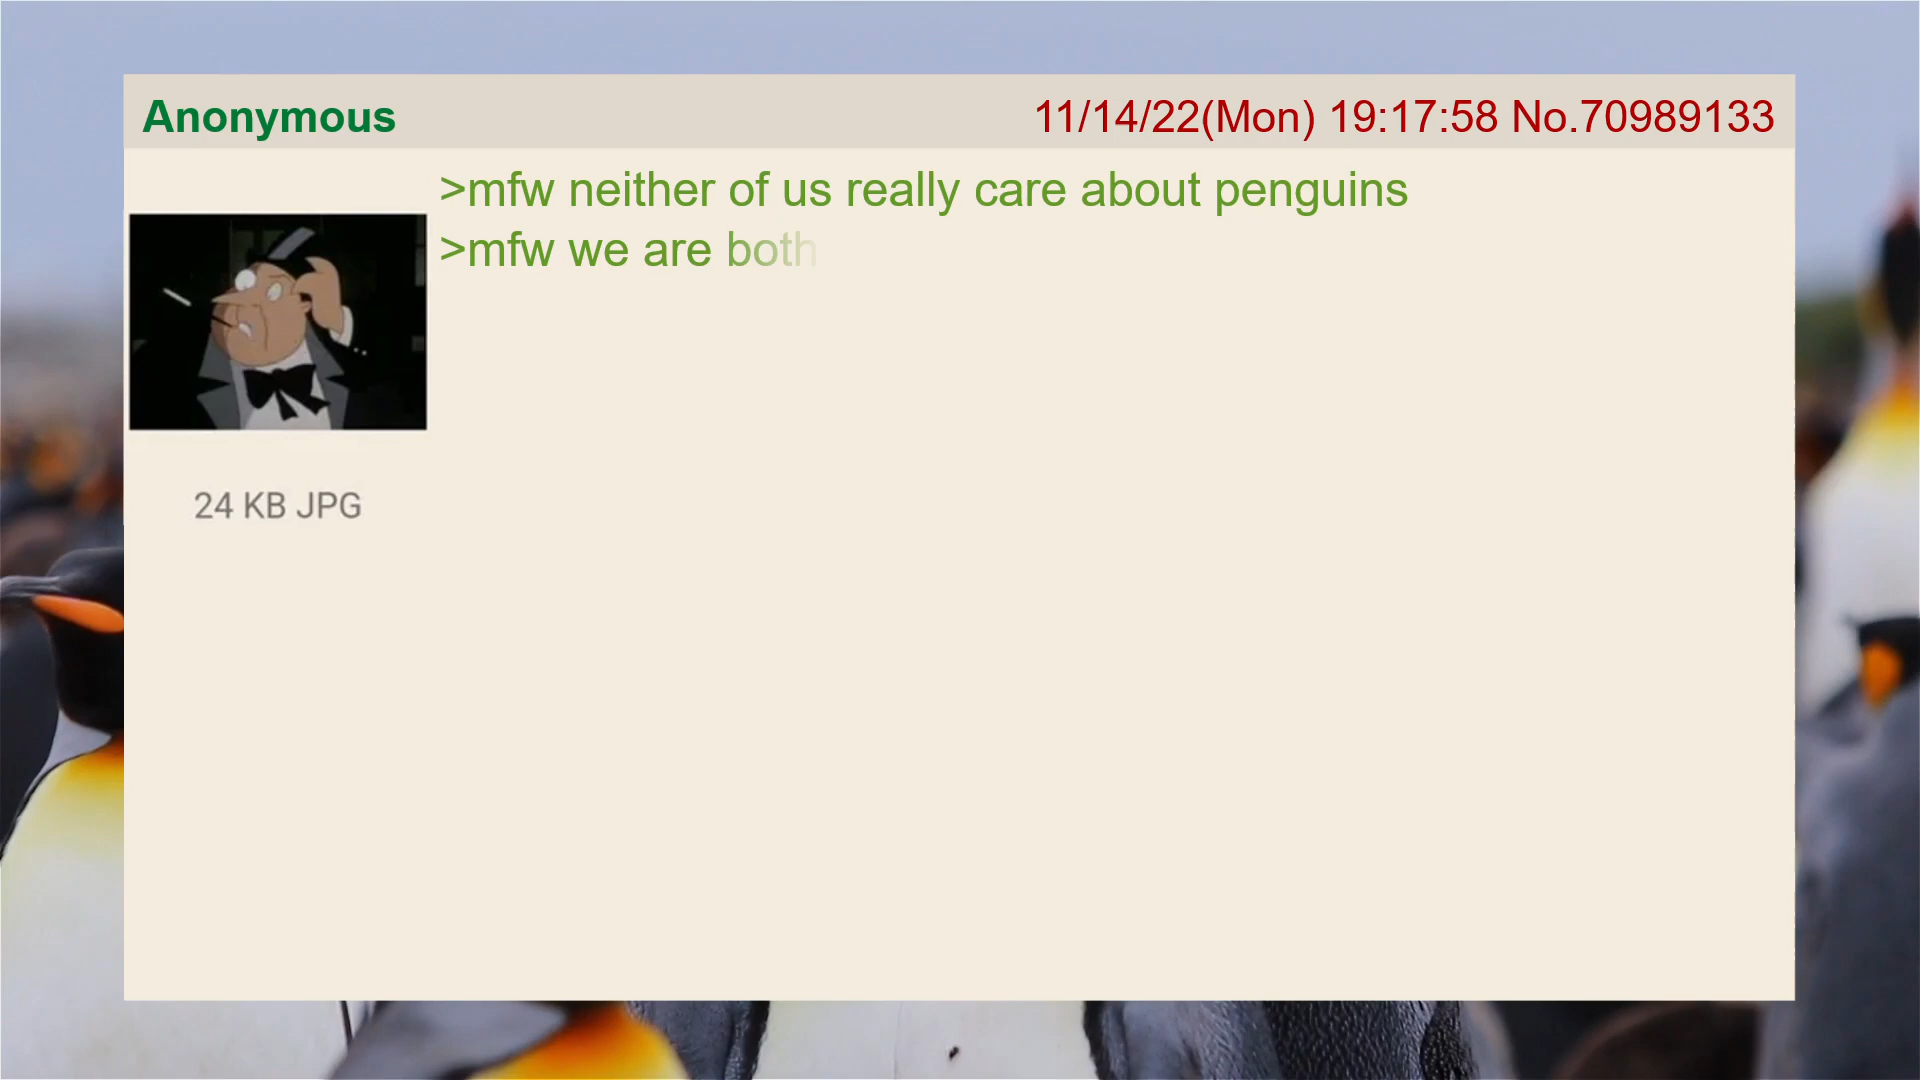 Anonymous 11/14/22(Mon) 19:17:58 No.70989133
>mfw neither of us really care about penguins
>mfw we are both
24 KB JPG